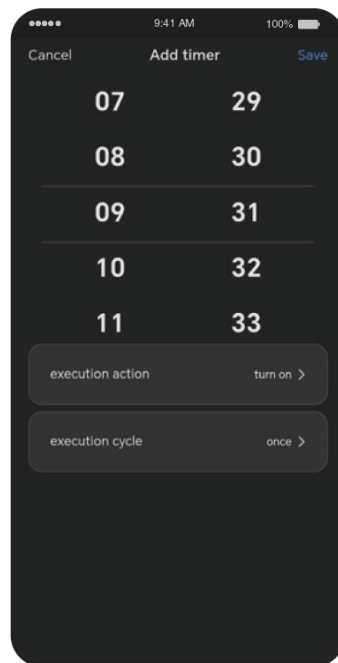 9:41 AM 100%
Cancel Add timer Save
07 29
08 30
09 31
10 32
11 33
execution action turn on >
execution cycle once >